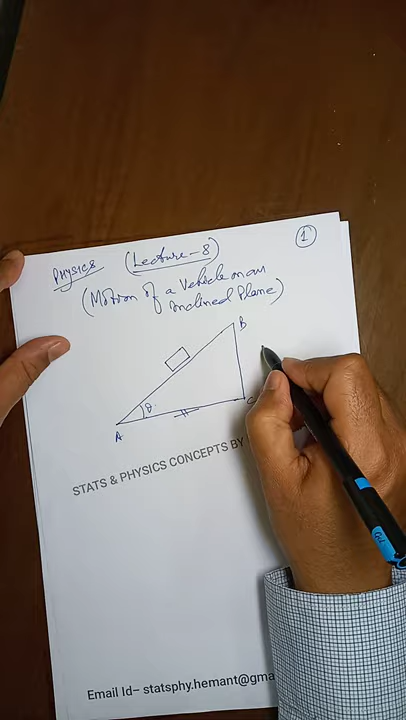 PHYSICS (Lecture-8) 1
(Motion of a Vehicle on an
Inclined Plane)
B
θ
A C
STATS & PHYSICS CONCEPTS BY
Email Id– statsphy.hemant@gma